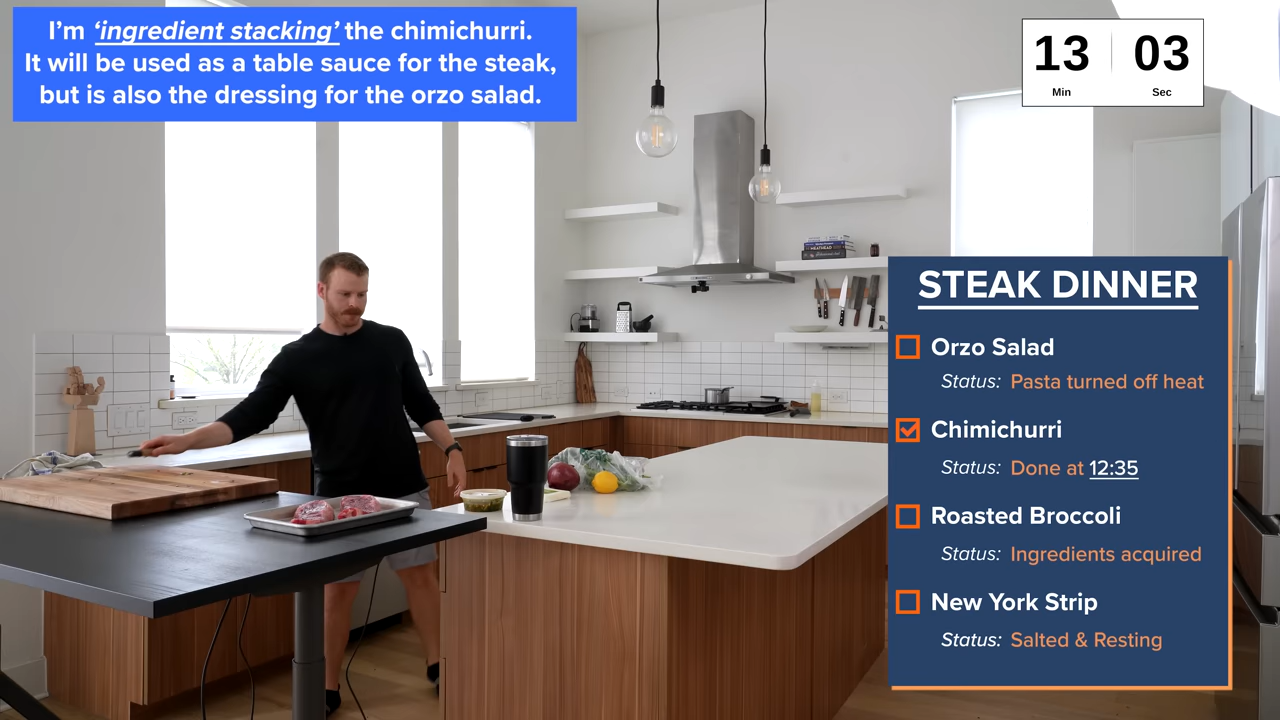 I'm 'ingredient stacking' the chimichurri.
It will be used as a table sauce for the steak,
but is also the dressing for the orzo salad.
13 03
Min Sec
STEAK DINNER
Orzo Salad
Status: Pasta turned off heat
Chimichurri
Status: Done at 12:35
Roasted Broccoli
Status: Ingredients acquired
New York Strip
Status: Salted & Resting